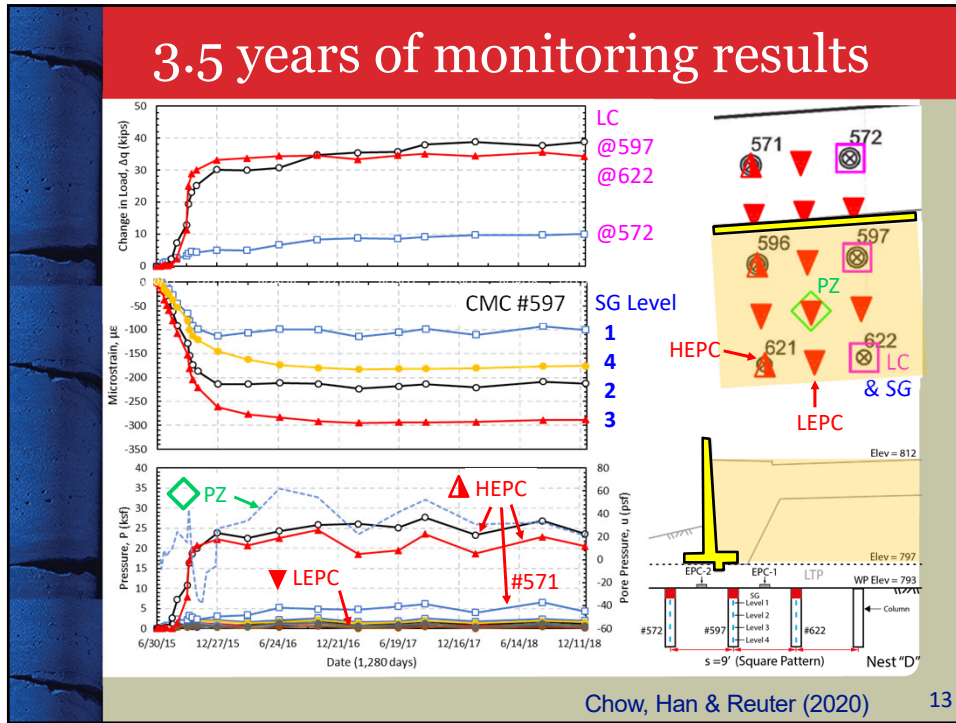 3.5 years of monitoring results
50
40
30
20
10
0
Change in Load, Δq (kips)
LC
@597
@622
@572
0
-50
-100
-150
-200
-250
-300
-350
Microstrain, με
CMC #597
SG Level
1
4
2
3
40
35
30
25
20
15
10
5
0
Pressure, P (ksf)
PZ
HEPC
LEPC
#571
80
60
40
20
0
-20
-40
-60
Pore Pressure, u (psf)
6/30/15 12/27/15 6/24/16 12/21/16 6/19/17 12/16/17 6/14/18 12/11/18
Date (1,280 days)
571 572
596 597
PZ
HEPC
621 622
LC
& SG
LEPC
Elev = 812
Elev = 797
EPC-2 EPC-1 LTP
WP Elev = 793
SG
Level 1
Level 2
Level 3
Level 4
Column
#572 #597 #622
s =9' (Square Pattern) Nest "D"
Chow, Han & Reuter (2020) 13